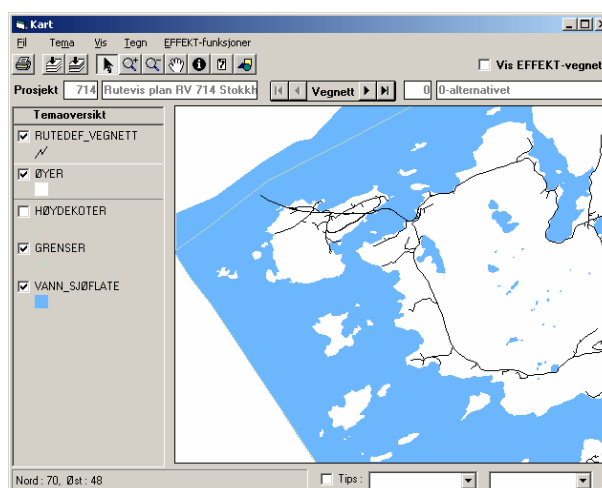 Kart
Fil Tema Vis Tegn EFFEKT-funksjoner
Vis EFFEKT-vegnet
Prosjekt 714 Rutevis plan RV 714 Stokkh Vegnett 0 0-alternativet
Temaoversikt
RUTEDEF_VEGNETT
ØYER
HØYDEKOTER
GRENSER
VANN_SJØFLATE
Nord : 70, Øst : 48 Tips :